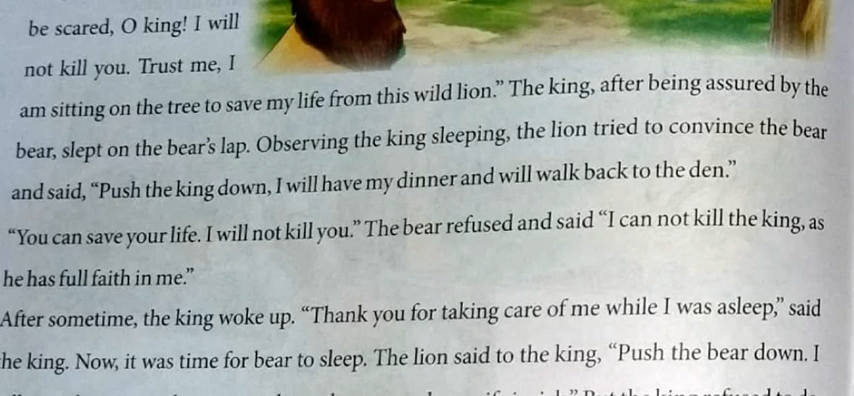 be scared, O king! I will
not kill you. Trust me, I
am sitting on the tree to save my life from this wild lion.” The king, after being assured by the
bear, slept on the bear’s lap. Observing the king sleeping, the lion tried to convince the bear
and said, “Push the king down, I will have my dinner and will walk back to the den.”
“You can save your life. I will not kill you.” The bear refused and said “I can not kill the king, as
he has full faith in me.”
After sometime, the king woke up. “Thank you for taking care of me while I was asleep,” said
he king. Now, it was time for bear to sleep. The lion said to the king, “Push the bear down. I